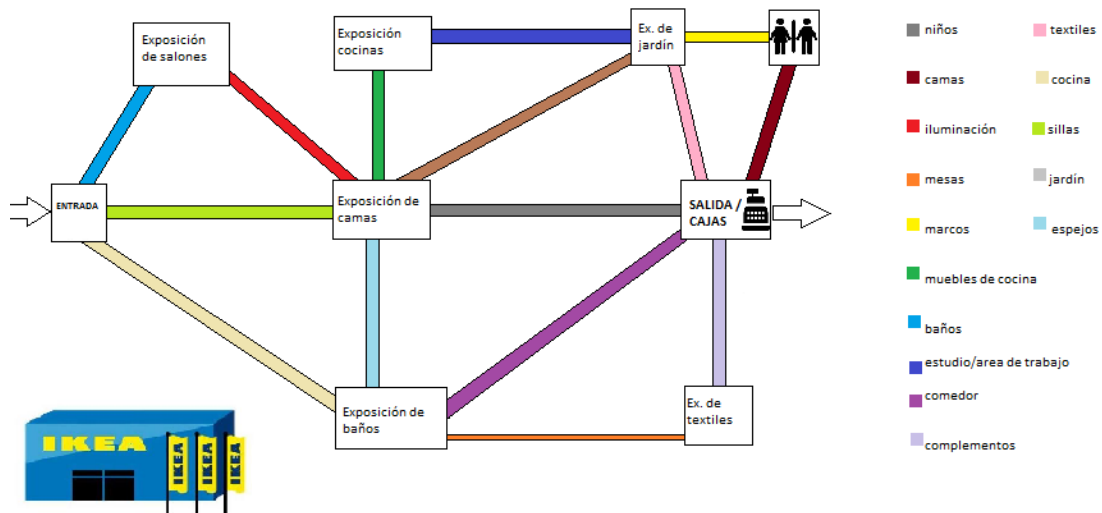 Exposición
de salones
Exposición
cocinas
Ex. de
jardín
ENTRADA
Exposición de
camas
SALIDA /
CAJAS
Exposición de
baños
Ex. de
textiles
IKEA
IKEA
IKEA
IKEA
niños
textiles
camas
cocina
iluminación
sillas
mesas
jardín
marcos
espejos
muebles de cocina
baños
estudio/area de trabajo
comedor
complementos